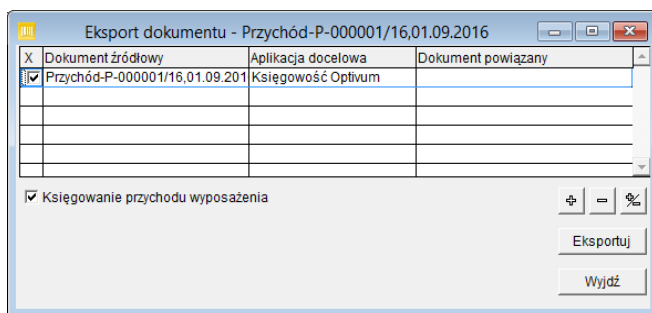 Eksport dokumentu - Przychód-P-000001/16,01.09.2016
X Dokument źródłowy Aplikacja docelowa Dokument powiązany
Przychód-P-000001/16,01.09.201 Księgowość Optivum
Księgowanie przychodu wyposażenia
Eksportuj
Wyjdź